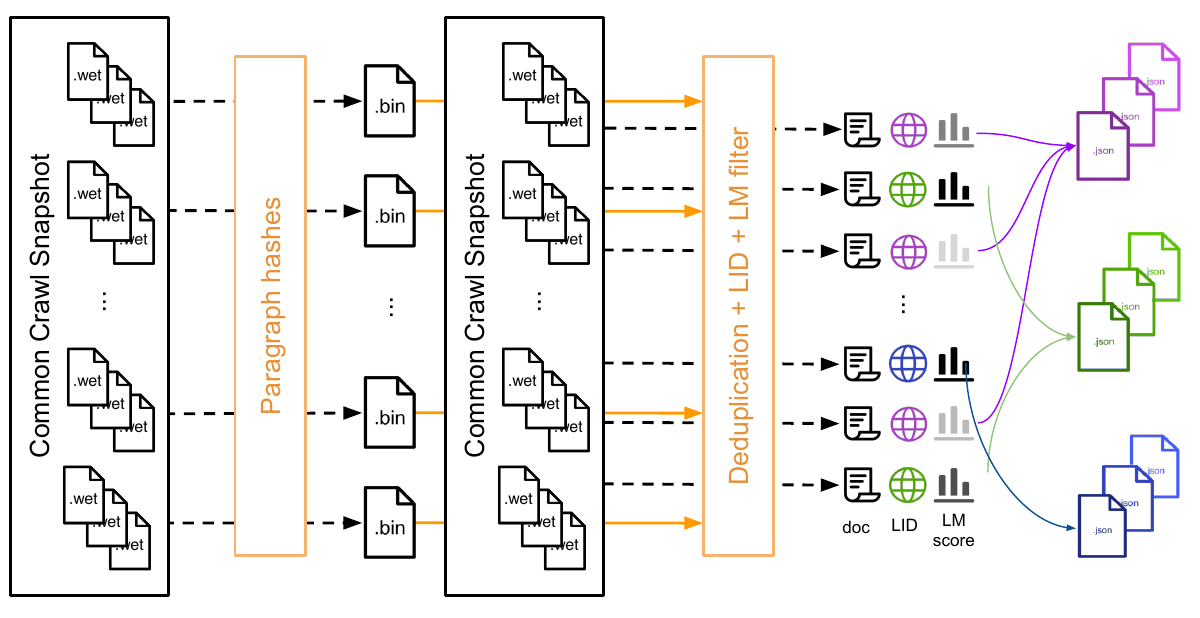 Common Crawl Snapshot
.wet
.wet
.wet
.wet
.wet
.wet
⋮
.wet
.wet
.wet
.wet
.wet
.wet
Paragraph hashes
.bin
.bin
⋮
.bin
.bin
Common Crawl Snapshot
.wet
.wet
.wet
.wet
.wet
.wet
⋮
.wet
.wet
.wet
.wet
.wet
.wet
Deduplication + LID + LM filter
⋮
doc
LID
LM
score
.json
.json
.json
.json
.json
.json
.json
.json
.json